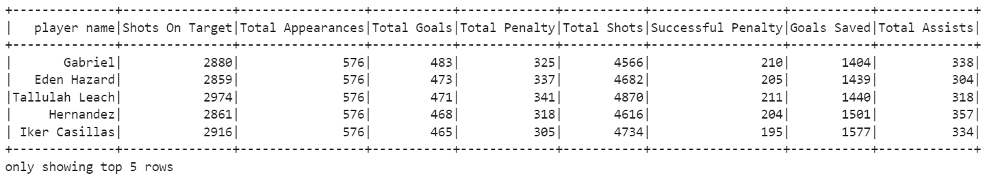 +--------------+---------------+-----------------+-----------+-------------+-----------+------------------+-----------+-------------+
|   player name|Shots On Target|Total Appearances|Total Goals|Total Penalty|Total Shots|Successful Penalty|Goals Saved|Total Assists|
+--------------+---------------+-----------------+-----------+-------------+-----------+------------------+-----------+-------------+
|       Gabriel|           2880|              576|        483|          325|       4566|               210|       1404|          338|
|   Eden Hazard|           2859|              576|        473|          337|       4682|               205|       1439|          304|
|Tallulah Leach|           2974|              576|        471|          341|       4870|               211|       1440|          318|
|     Hernandez|           2861|              576|        468|          318|       4616|               204|       1501|          357|
| Iker Casillas|           2916|              576|        465|          305|       4734|               195|       1577|          334|
+--------------+---------------+-----------------+-----------+-------------+-----------+------------------+-----------+-------------+
only showing top 5 rows